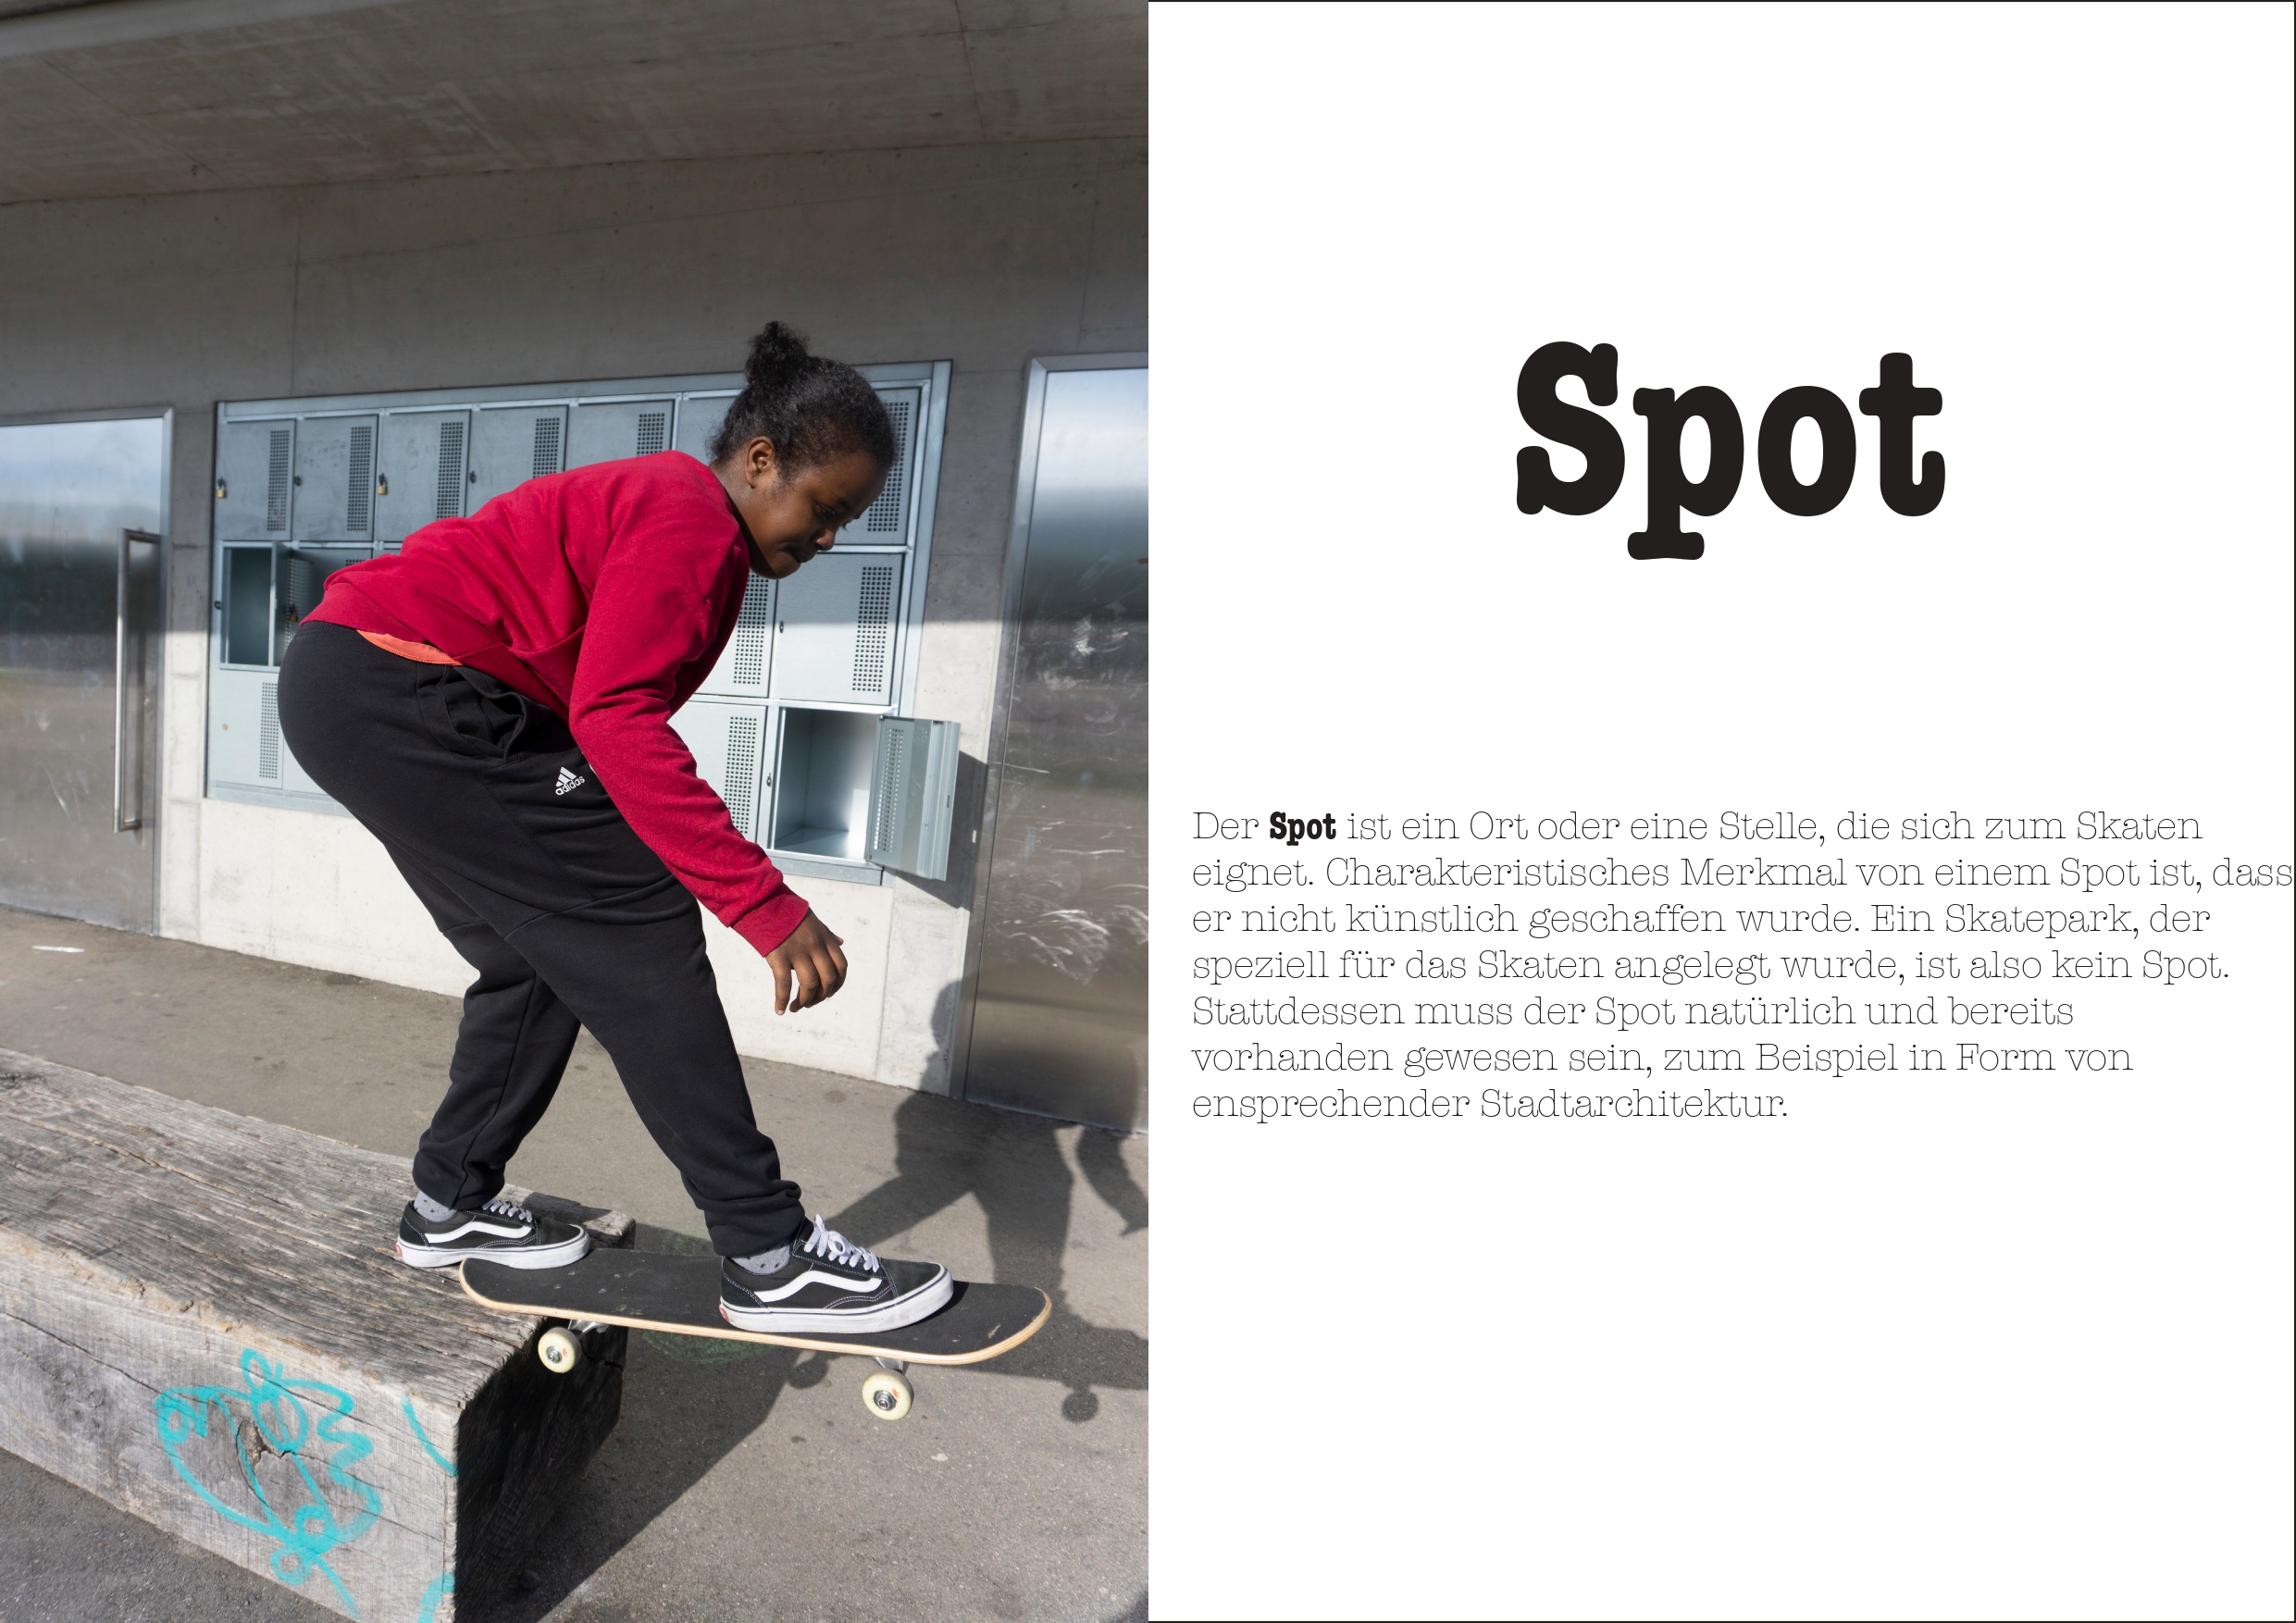 adidas
Spot
Der Spot ist ein Ort oder eine Stelle, die sich zum Skaten
eignet. Charakteristisches Merkmal von einem Spot ist, dass
er nicht künstlich geschaffen wurde. Ein Skatepark, der
speziell für das Skaten angelegt wurde, ist also kein Spot.
Stattdessen muss der Spot natürlich und bereits
vorhanden gewesen sein, zum Beispiel in Form von
ensprechender Stadtarchitektur.